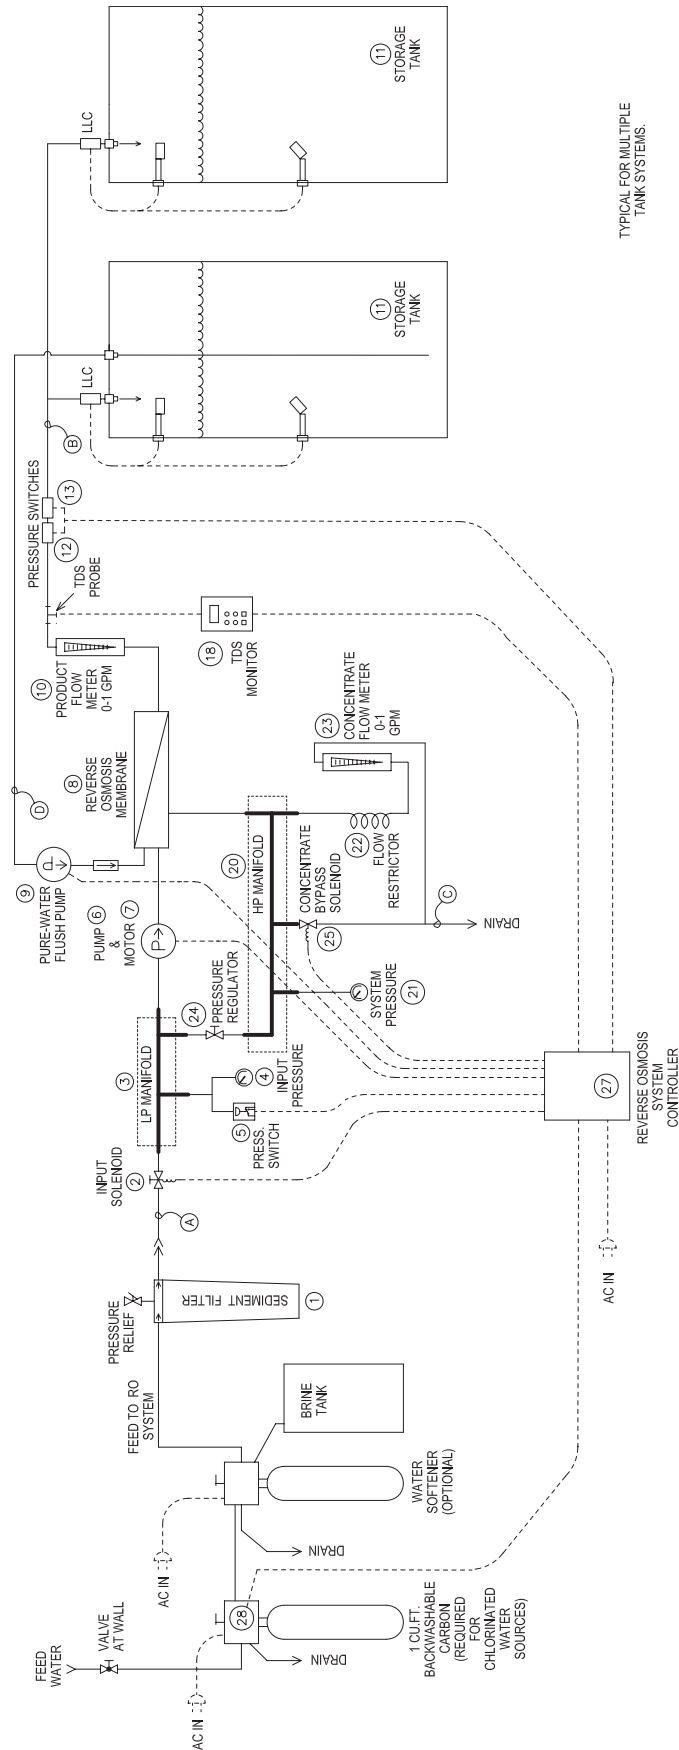 FEED
WATER
VALVE
AT WALL
AC IN
28
DRAIN
1 CU.FT.
BACKWASHABLE
CARBON
(REQUIRED
FOR
CHLORINATED
WATER
SOURCES)
AC IN
DRAIN
WATER
SOFTENER
(OPTIONAL)
BRINE
TANK
FEED TO RO
SYSTEM
PRESSURE
RELIEF
SEDIMENT FILTER
1
A
INPUT
SOLENOID
2
3
LP MANIFOLD
5
PRESS.
SWITCH
4
INPUT
PRESSURE
24
PRESSURE
REGULATOR
PUMP 6
&
MOTOR 7
9
PURE-WATER
FLUSH PUMP
D
8
REVERSE
OSMOSIS
MEMBRANE
20
HP MANIFOLD
SYSTEM
PRESSURE
21
CONCENTRATE
BYPASS
SOLENOID
25
22
FLOW
RESTRICTOR
23
CONCENTRATE
FLOW METER
0-1
GPM
C
DRAIN
10
PRODUCT
FLOW
METER
0-1 GPM
TDS
PROBE
18
TDS
MONITOR
PRESSURE SWITCHES
12
13
B
LLC
11
STORAGE
TANK
LLC
11
STORAGE
TANK
AC IN
27
REVERSE OSMOSIS
SYSTEM
CONTROLLER
TYPICAL FOR MULTIPLE
TANK SYSTEMS.